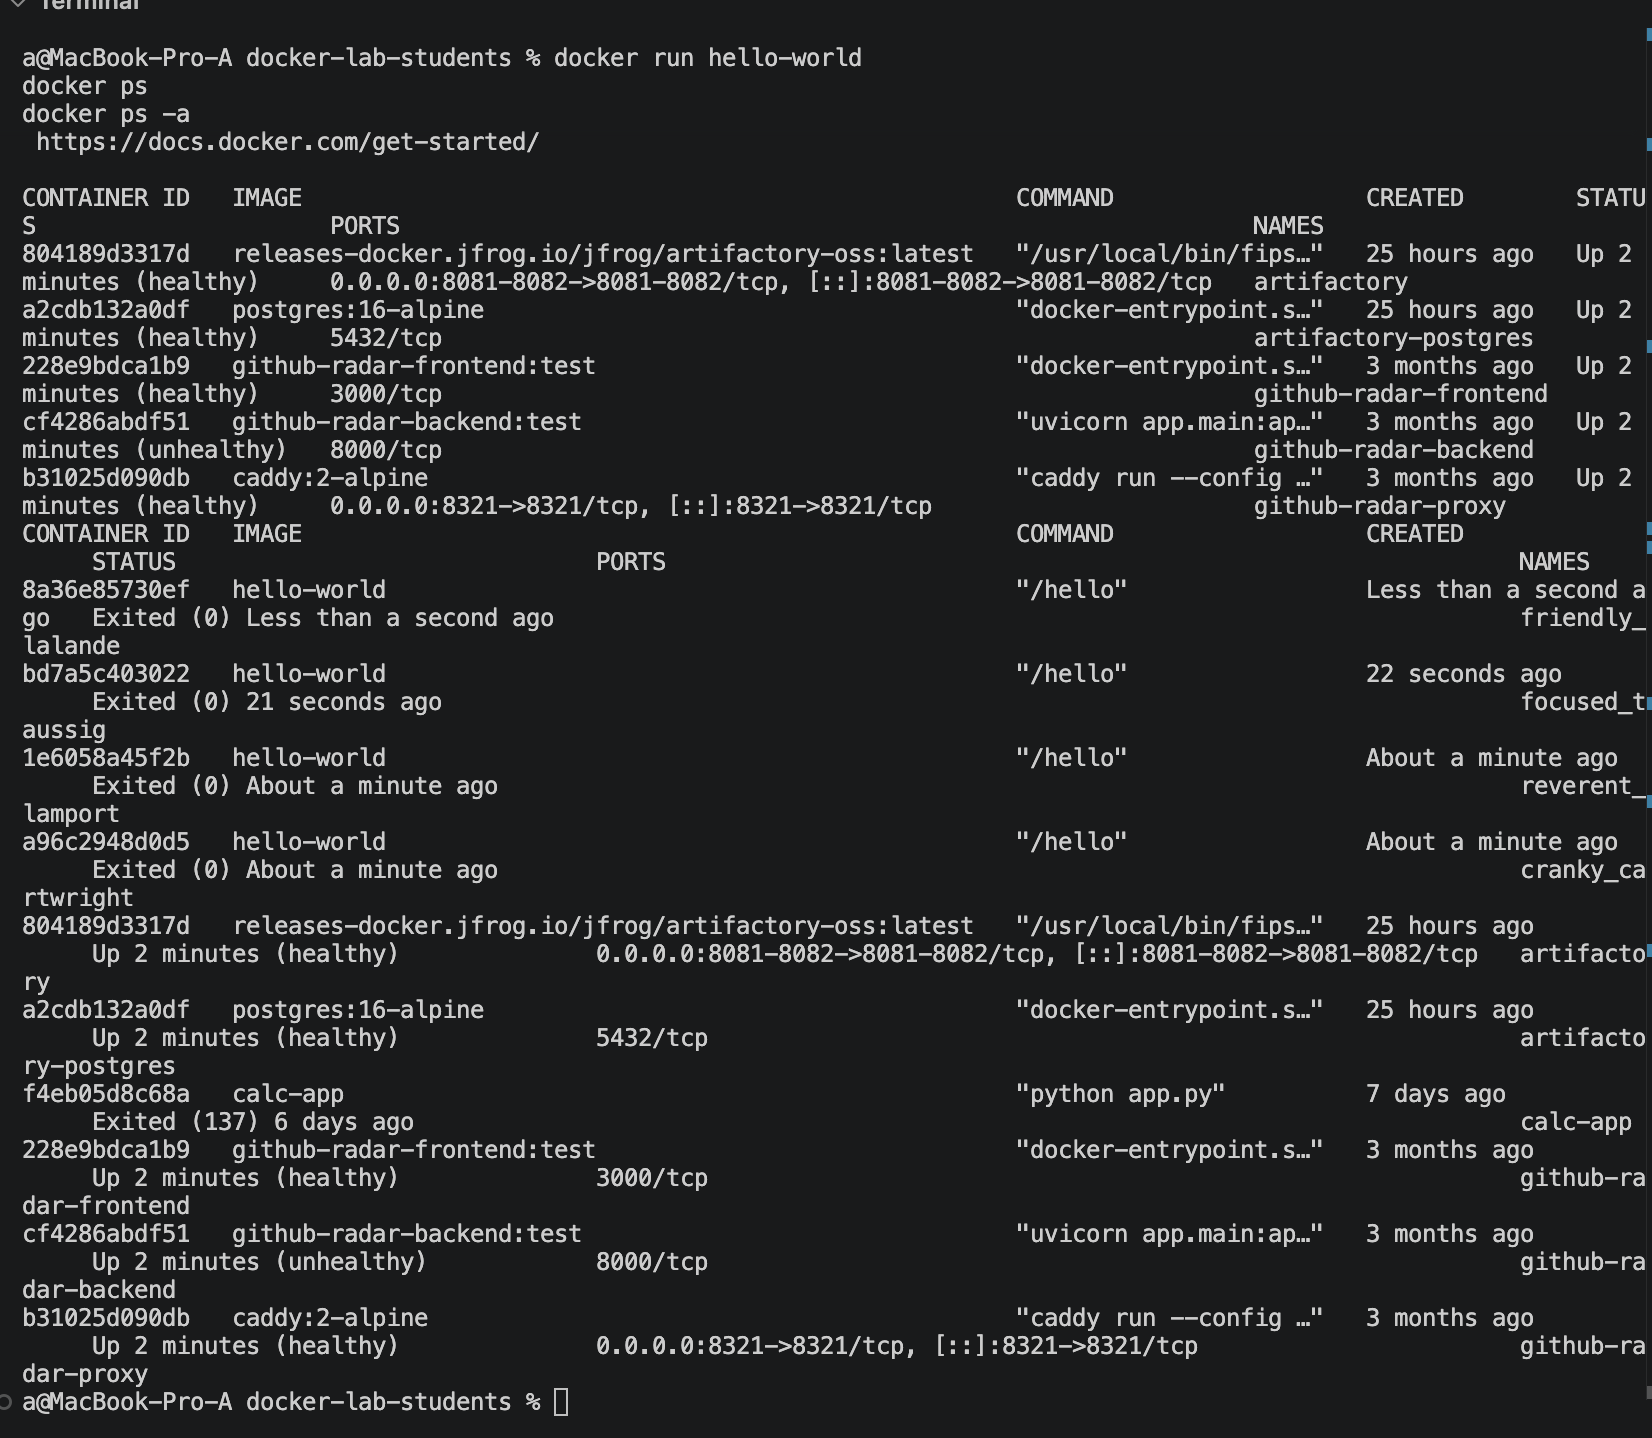 Terminal
a@MacBook-Pro-A docker-lab-students % docker run hello-world
docker ps
docker ps -a
 https://docs.docker.com/get-started/

CONTAINER ID   IMAGE                                                   COMMAND                  CREATED        STATU
S                     PORTS                                                             NAMES
804189d3317d   releases-docker.jfrog.io/jfrog/artifactory-oss:latest   "/usr/local/bin/fips…"   25 hours ago   Up 2
minutes (healthy)     0.0.0.0:8081-8082->8081-8082/tcp, [::]:8081-8082->8081-8082/tcp   artifactory
a2cdb132a0df   postgres:16-alpine                                      "docker-entrypoint.s…"   25 hours ago   Up 2
minutes (healthy)     5432/tcp                                                          artifactory-postgres
228e9bdca1b9   github-radar-frontend:test                              "docker-entrypoint.s…"   3 months ago   Up 2
minutes (healthy)     3000/tcp                                                          github-radar-frontend
cf4286abdf51   github-radar-backend:test                               "uvicorn app.main:ap…"   3 months ago   Up 2
minutes (unhealthy)   8000/tcp                                                          github-radar-backend
b31025d090db   caddy:2-alpine                                          "caddy run --config …"   3 months ago   Up 2
minutes (healthy)     0.0.0.0:8321->8321/tcp, [::]:8321->8321/tcp                       github-radar-proxy
CONTAINER ID   IMAGE                                                   COMMAND                  CREATED
     STATUS                              PORTS                                                             NAMES
8a36e85730ef   hello-world                                             "/hello"                 Less than a second a
go   Exited (0) Less than a second ago                                                                     friendly_
lalande
bd7a5c403022   hello-world                                             "/hello"                 22 seconds ago
     Exited (0) 21 seconds ago                                                                             focused_t
aussig
1e6058a45f2b   hello-world                                             "/hello"                 About a minute ago
     Exited (0) About a minute ago                                                                         reverent_
lamport
a96c2948d0d5   hello-world                                             "/hello"                 About a minute ago
     Exited (0) About a minute ago                                                                         cranky_ca
rtwright
804189d3317d   releases-docker.jfrog.io/jfrog/artifactory-oss:latest   "/usr/local/bin/fips…"   25 hours ago
     Up 2 minutes (healthy)              0.0.0.0:8081-8082->8081-8082/tcp, [::]:8081-8082->8081-8082/tcp   artifacto
ry
a2cdb132a0df   postgres:16-alpine                                      "docker-entrypoint.s…"   25 hours ago
     Up 2 minutes (healthy)              5432/tcp                                                          artifacto
ry-postgres
f4eb05d8c68a   calc-app                                                "python app.py"          7 days ago
     Exited (137) 6 days ago                                                                               calc-app
228e9bdca1b9   github-radar-frontend:test                              "docker-entrypoint.s…"   3 months ago
     Up 2 minutes (healthy)              3000/tcp                                                          github-ra
dar-frontend
cf4286abdf51   github-radar-backend:test                               "uvicorn app.main:ap…"   3 months ago
     Up 2 minutes (unhealthy)            8000/tcp                                                          github-ra
dar-backend
b31025d090db   caddy:2-alpine                                          "caddy run --config …"   3 months ago
     Up 2 minutes (healthy)              0.0.0.0:8321->8321/tcp, [::]:8321->8321/tcp                       github-ra
dar-proxy
a@MacBook-Pro-A docker-lab-students %